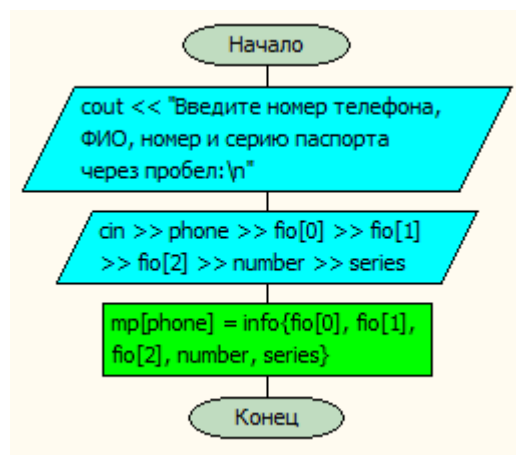 Начало
cout << "Введите номер телефона,
ФИО, номер и серию паспорта
через пробел:\n"
cin >> phone >> fio[0] >> fio[1]
>> fio[2] >> number >> series
mp[phone] = info{fio[0], fio[1],
fio[2], number, series}
Конец